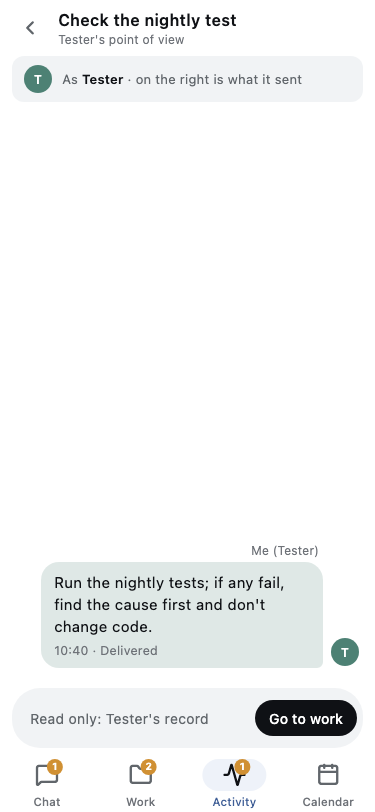 Check the nightly test
Tester's point of view
T
As Tester · on the right is what it sent
Me (Tester)
Run the nightly tests; if any fail,
find the cause first and don't
change code.
10:40 · Delivered
T
Read only: Tester's record
Go to work
1
2
1
Chat
Work
Activity
Calendar